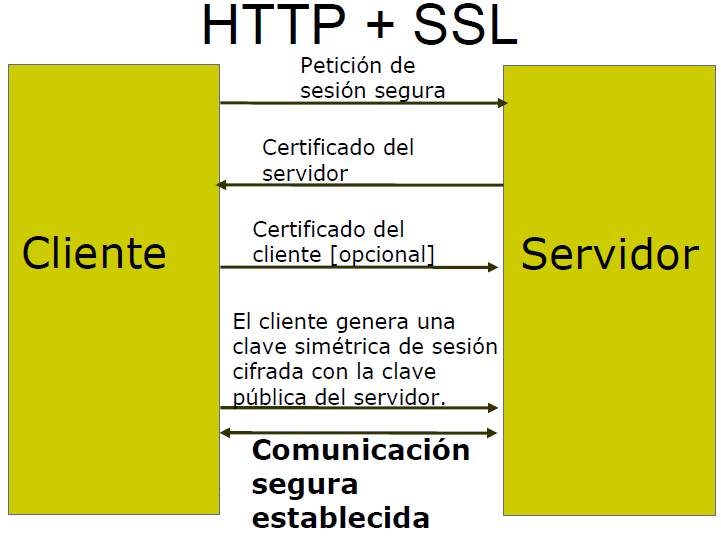 HTTP + SSL
Petición de
sesión segura
Certificado del
servidor
Certificado del
cliente [opcional]
Cliente
Servidor
El cliente genera una
clave simétrica de sesión
cifrada con la clave
pública del servidor.
Comunicación
segura
establecida